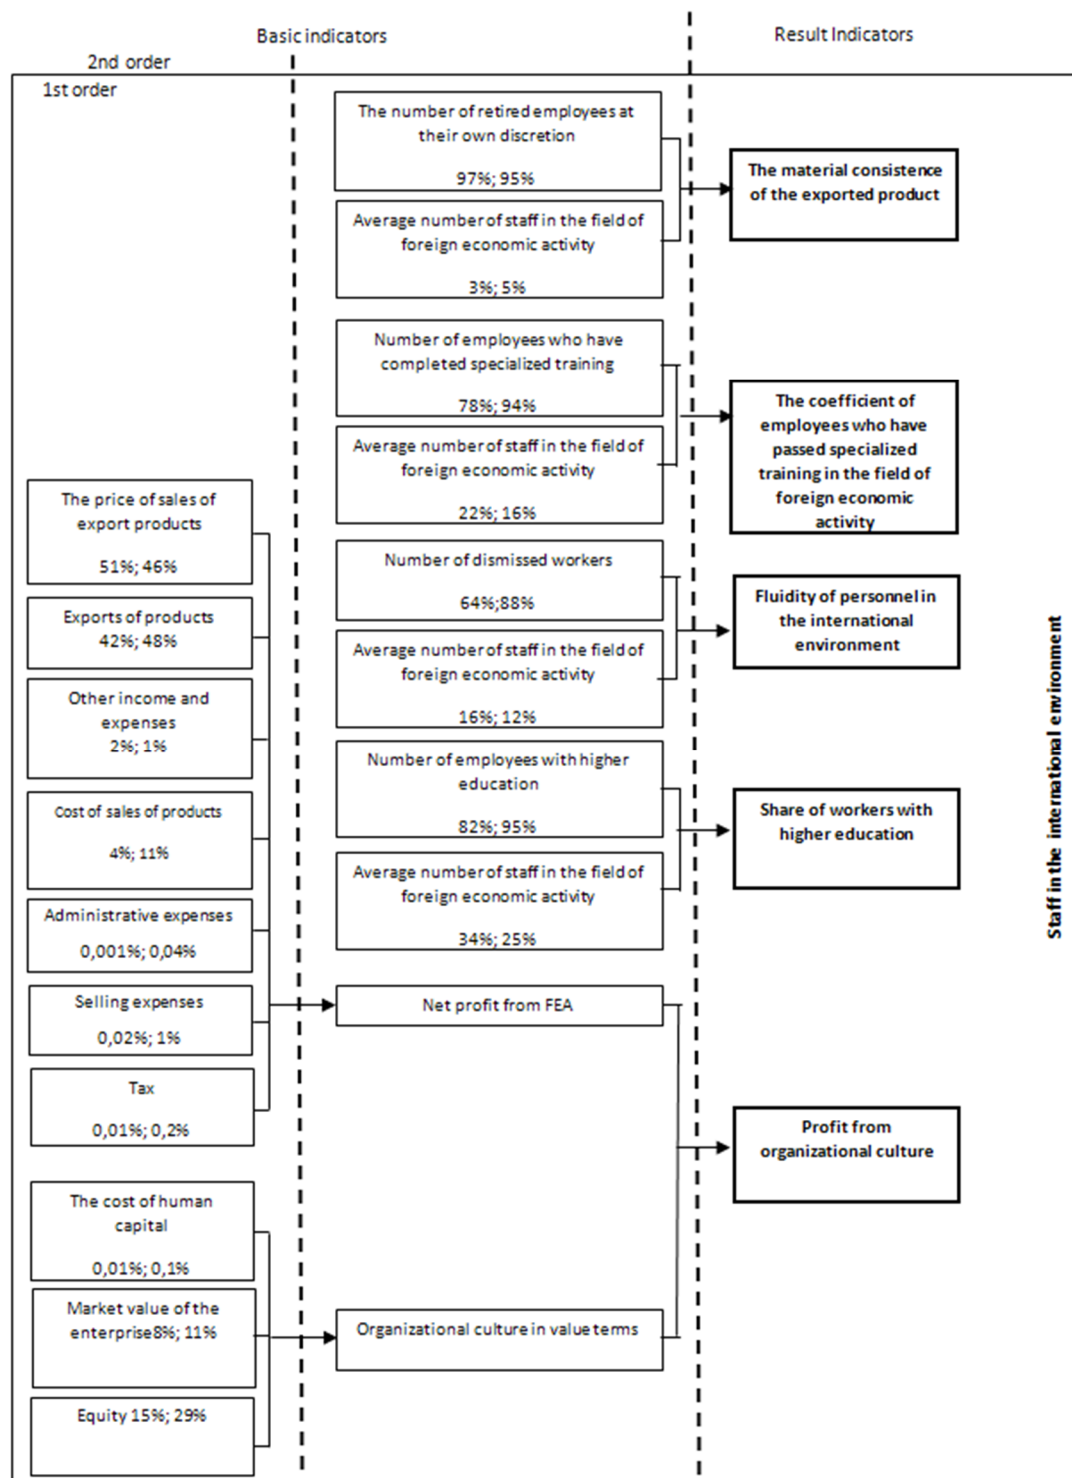 Basic indicators
Result Indicators
2nd order
1st order
The number of retired employees at
their own discretion
97%; 95%
Average number of staff in the field of
foreign economic activity
3%; 5%
The material consistence
of the exported product
Number of employees who have
completed specialized training
78%; 94%
Average number of staff in the field of
foreign economic activity
22%; 16%
The coefficient of
employees who have
passed specialized
training in the field of
foreign economic
activity
Number of dismissed workers
64%;88%
Average number of staff in the field of
foreign economic activity
16%; 12%
Fluidity of personnel in
the international
environment
Number of employees with higher
education
82%; 95%
Average number of staff in the field of
foreign economic activity
34%; 25%
Share of workers with
higher education
The price of sales of
export products
51%; 46%
Exports of products
42%; 48%
Other income and
expenses
2%; 1%
Cost of sales of products
4%; 11%
Administrative expenses
0,001%; 0,04%
Selling expenses
0,02%; 1%
Tax
0,01%; 0,2%
Net profit from FEA
The cost of human
capital
0,01%; 0,1%
Market value of the
enterprise8%; 11%
Equity 15%; 29%
Organizational culture in value terms
Profit from
organizational culture
Staff in the international environment